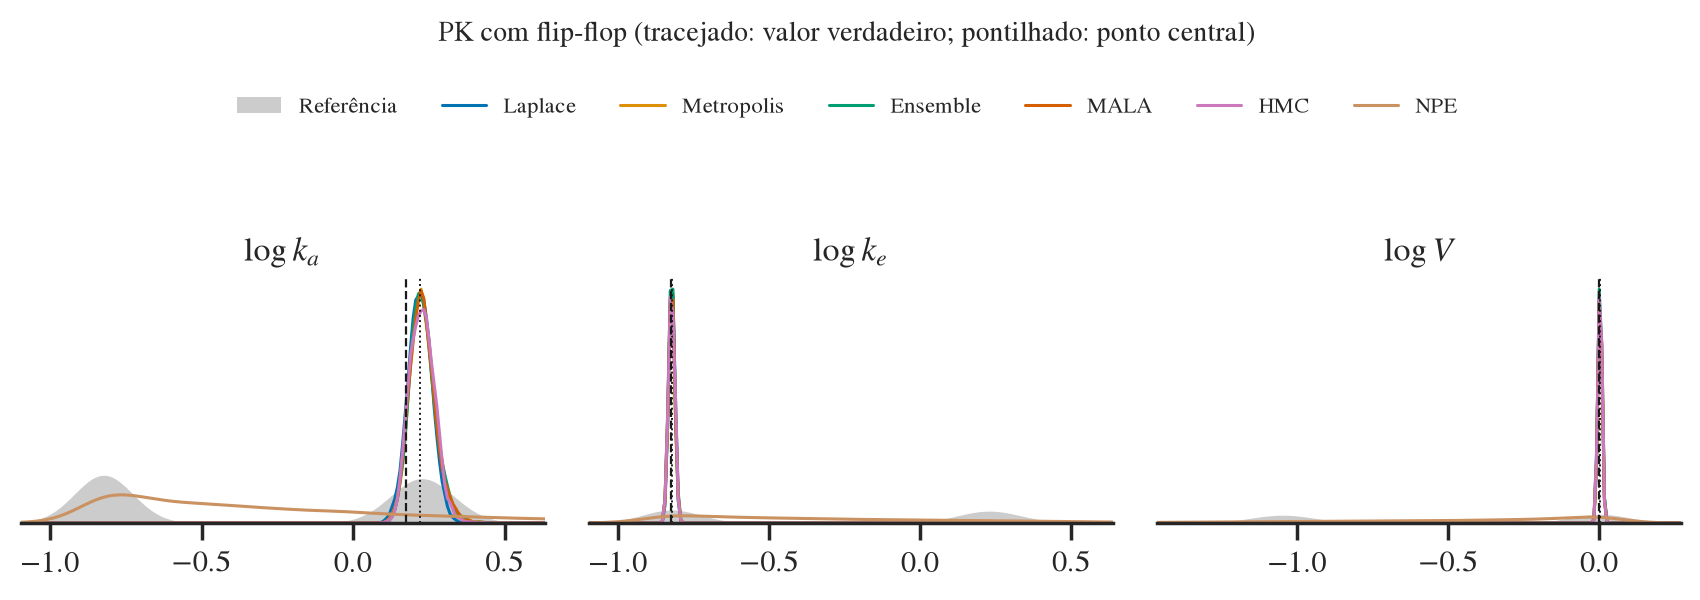 PK com flip-flop (tracejado: valor verdadeiro; pontilhado: ponto central)
Referência Laplace Metropolis Ensemble MALA HMC NPE
log kₐ log kₑ log V
−1.0 −0.5 0.0 0.5 −1.0 −0.5 0.0 0.5 −1.0 −0.5 0.0